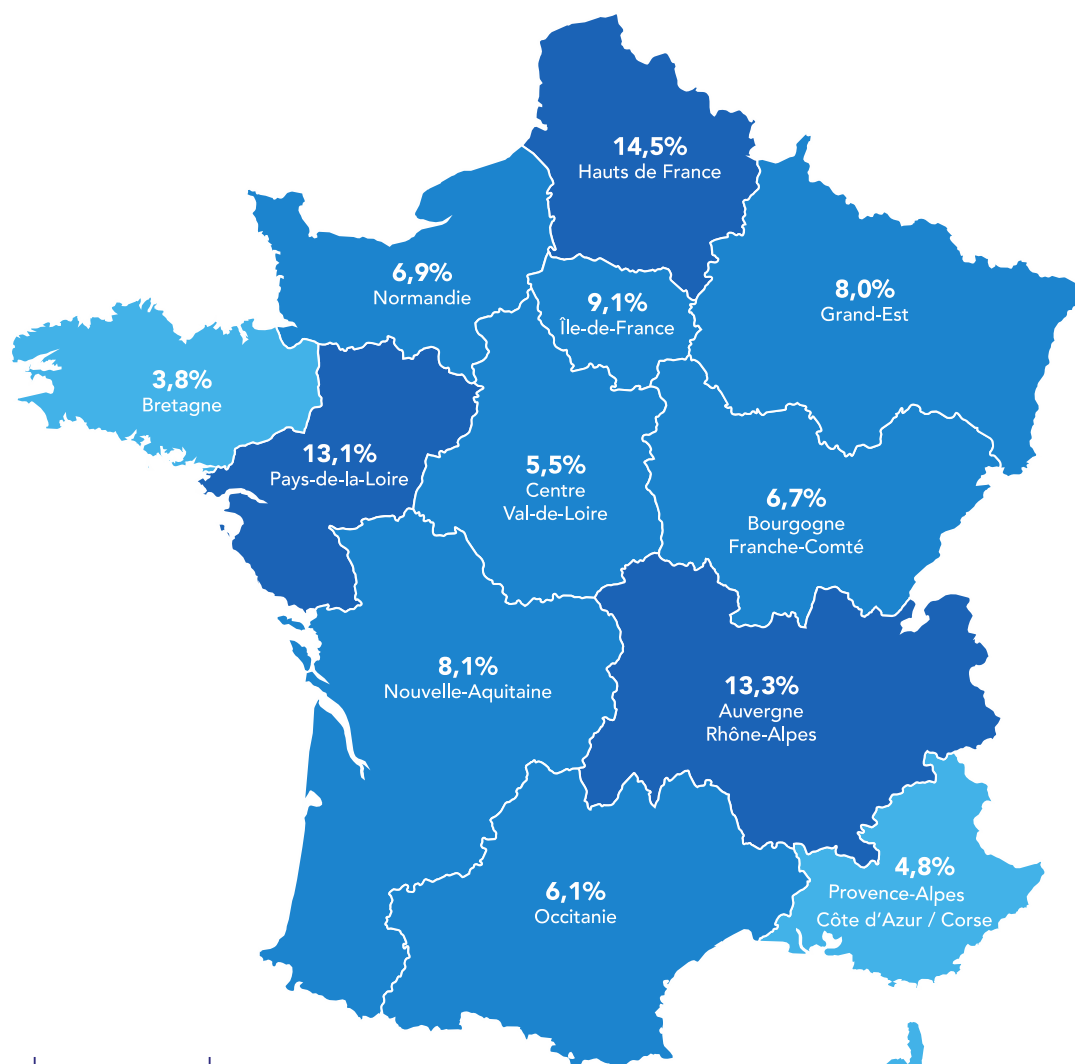 14,5%
Hauts de France
6,9%
Normandie
9,1%
Île-de-France
8,0%
Grand-Est
3,8%
Bretagne
13,1%
Pays-de-la-Loire
5,5%
Centre
Val-de-Loire
6,7%
Bourgogne
Franche-Comté
8,1%
Nouvelle-Aquitaine
13,3%
Auvergne
Rhône-Alpes
4,8%
Provence-Alpes
Côte d'Azur / Corse
6,1%
Occitanie